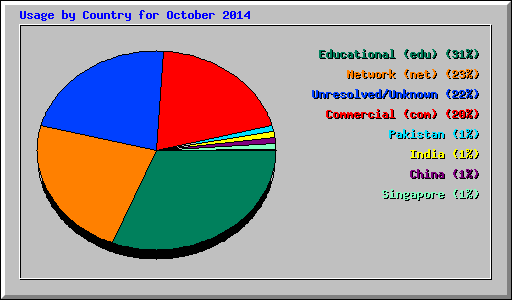 Usage by Country for October 2014
Educational (edu) (31%)
Network (net) (23%)
Unresolved/Unknown (22%)
Commercial (com) (20%)
Pakistan (1%)
India (1%)
China (1%)
Singapore (1%)